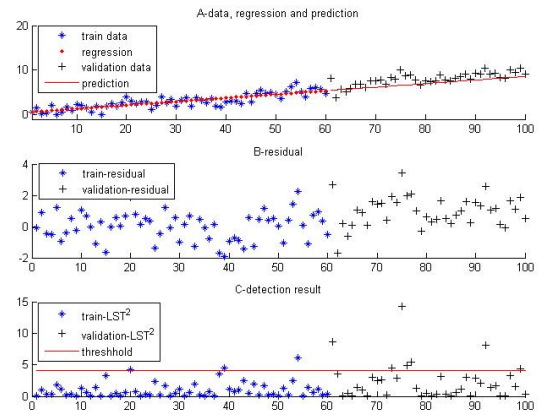 A-data, regression and prediction
20
10
0
train data
regression
validation data
prediction
0 10 20 30 40 50 60 70 80 90 100
B-residual
4
2
0
-2
train-residual
validation-residual
0 10 20 30 40 50 60 70 80 90 100
C-detection result
15
10
5
0
train-LST²
validation-LST²
threshhold
0 10 20 30 40 50 60 70 80 90 100